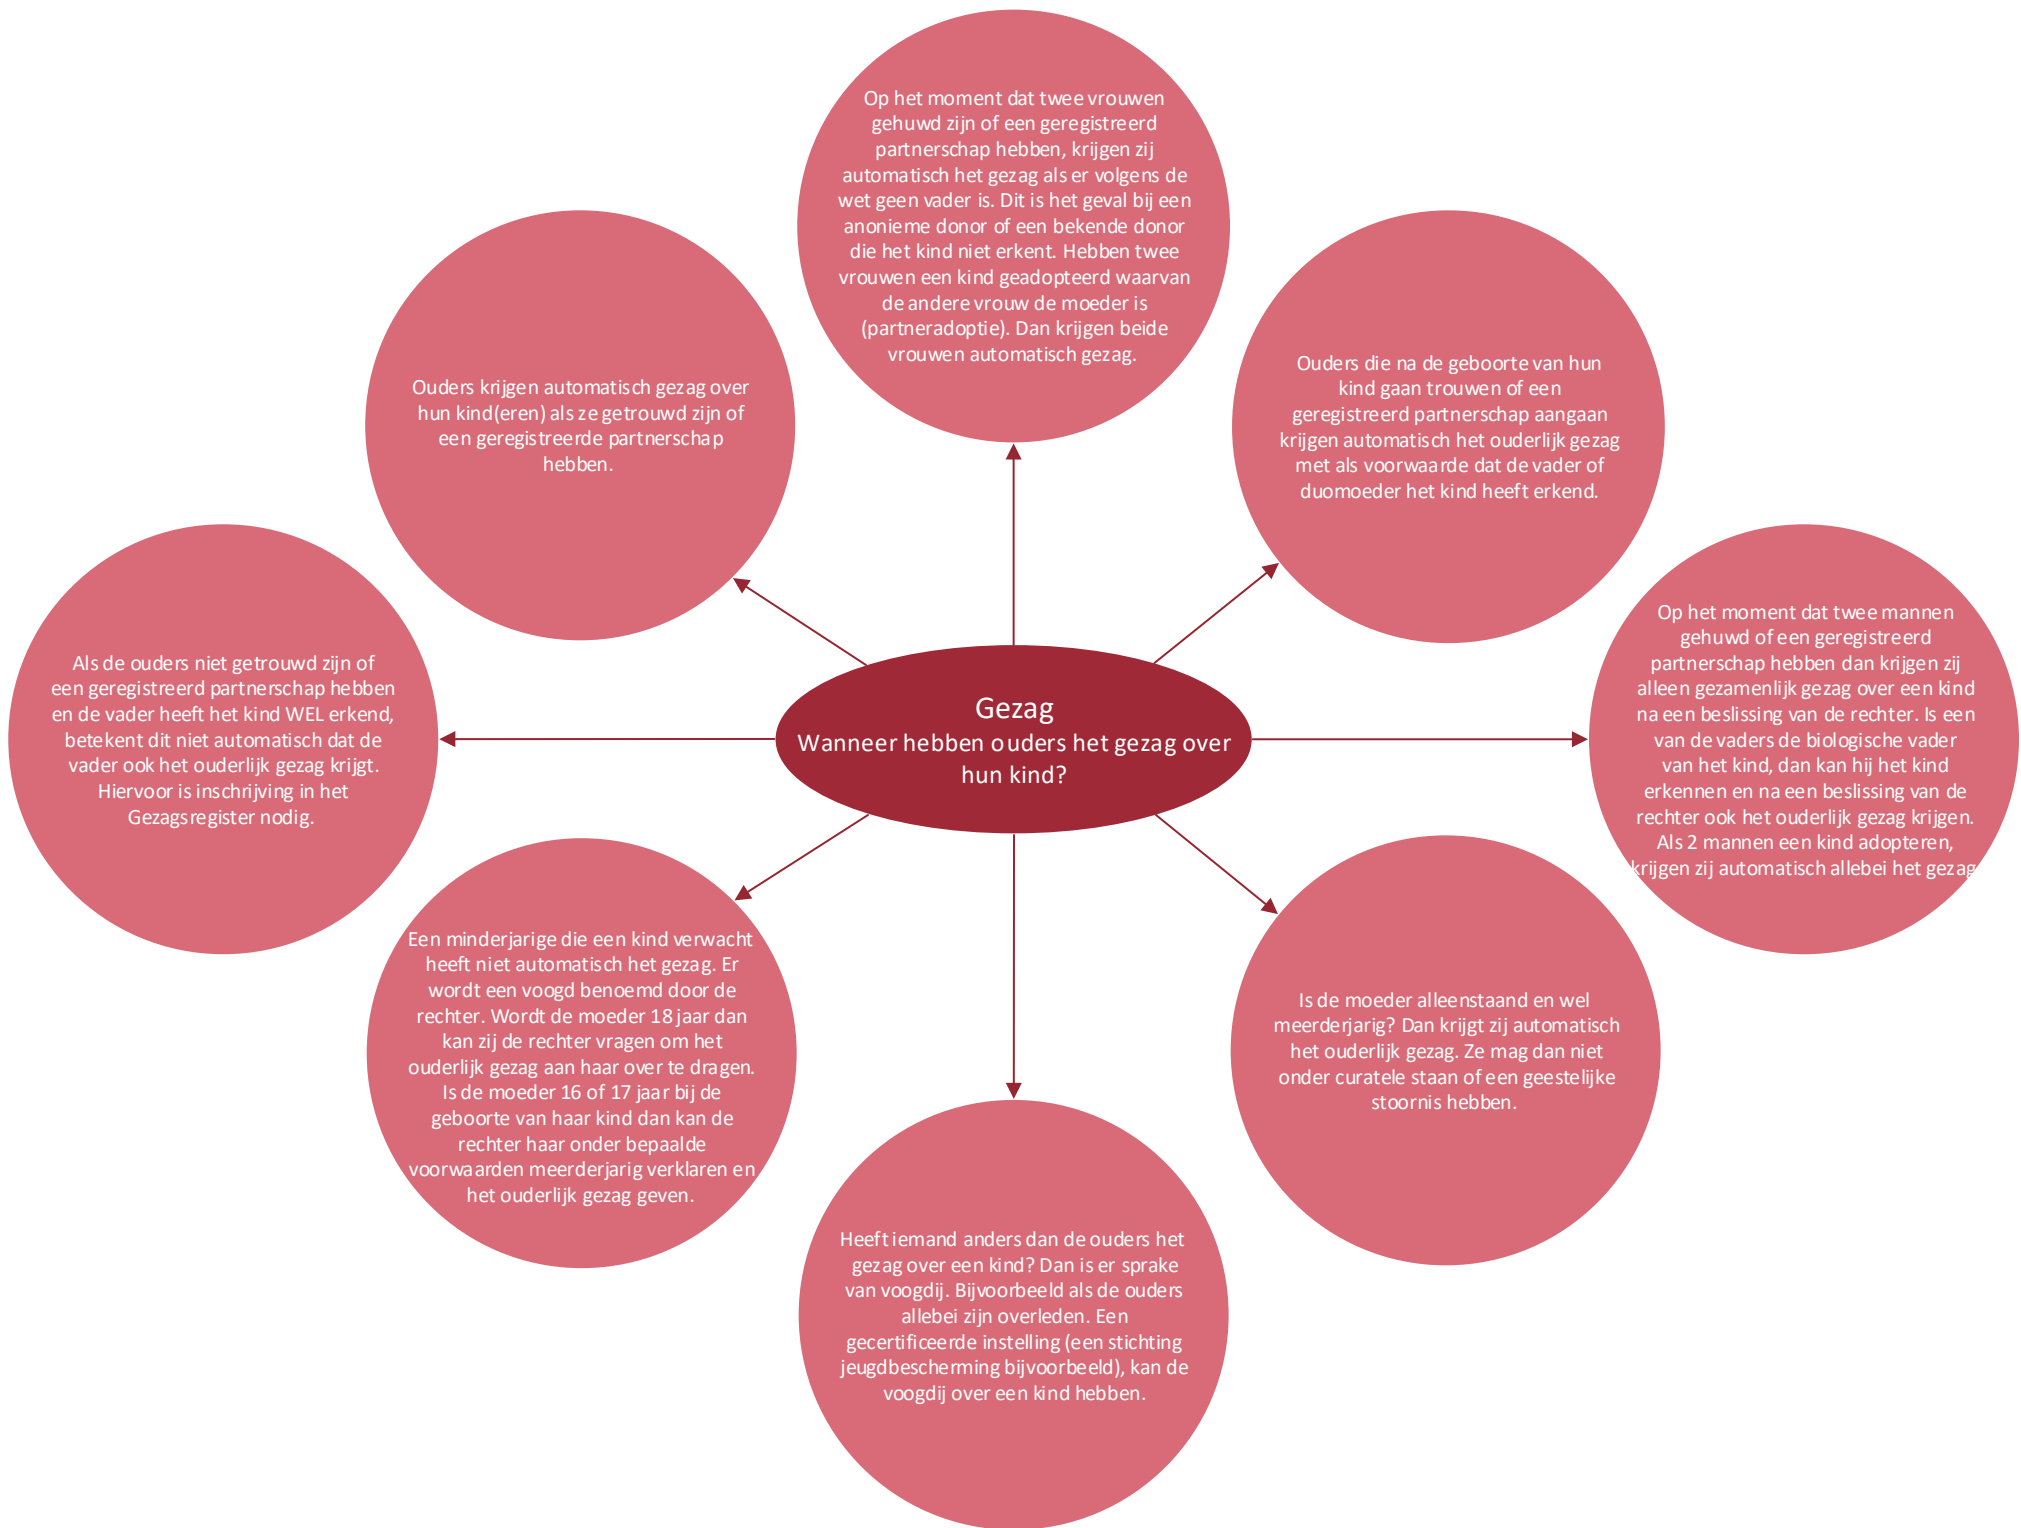 Op het moment dat twee vrouwen
gehuwd zijn of een geregistreerd
partnerschap hebben, krijgen zij
automatisch het gezag als er volgens de
wet geen vader is. Dit is het geval bij een
anonieme donor of een bekende donor
die het kind niet erkent. Hebben twee
vrouwen een kind geadopteerd waarvan
de andere vrouw de moeder is
(partneradoptie). Dan krijgen beide
vrouwen automatisch gezag.
Ouders krijgen automatisch gezag over
hun kind(eren) als ze getrouwd zijn of
een geregistreerde partnerschap
hebben.
Ouders die na de geboorte van hun
kind gaan trouwen of een
geregistreerd partnerschap aangaan
krijgen automatisch het ouderlijk gezag
met als voorwaarde dat de vader of
duomoeder het kind heeft erkend.
Als de ouders niet getrouwd zijn of
een geregistreerd partnerschap hebben
en de vader heeft het kind WEL erkend,
betekent dit niet automatisch dat de
vader ook het ouderlijk gezag krijgt.
Hiervoor is inschrijving in het
Gezagsregister nodig.
Gezag
Wanneer hebben ouders het gezag over
hun kind?
Op het moment dat twee mannen
gehuwd of een geregistreerd
partnerschap hebben dan krijgen zij
alleen gezamenlijk gezag over een kind
na een beslissing van de rechter. Is een
van de vaders de biologische vader
van het kind, dan kan hij het kind
erkennen en na een beslissing van de
rechter ook het ouderlijk gezag krijgen.
Als 2 mannen een kind adopteren,
krijgen zij automatisch allebei het gezag
Een minderjarige die een kind verwacht
heeft niet automatisch het gezag. Er
wordt een voogd benoemd door de
rechter. Wordt de moeder 18 jaar dan
kan zij de rechter vragen om het
ouderlijk gezag aan haar over te dragen.
Is de moeder 16 of 17 jaar bij de
geboorte van haar kind dan kan de
rechter haar onder bepaalde
voorwaarden meerderjarig verklaren en
het ouderlijk gezag geven.
Is de moeder alleenstaand en wel
meerderjarig? Dan krijgt zij automatisch
het ouderlijk gezag. Ze mag dan niet
onder curatele staan of een geestelijke
stoornis hebben.
Heeft iemand anders dan de ouders het
gezag over een kind? Dan is er sprake
van voogdij. Bijvoorbeeld als de ouders
allebei zijn overleden. Een
gecertificeerde instelling (een stichting
jeugdbescherming bijvoorbeeld), kan de
voogdij over een kind hebben.